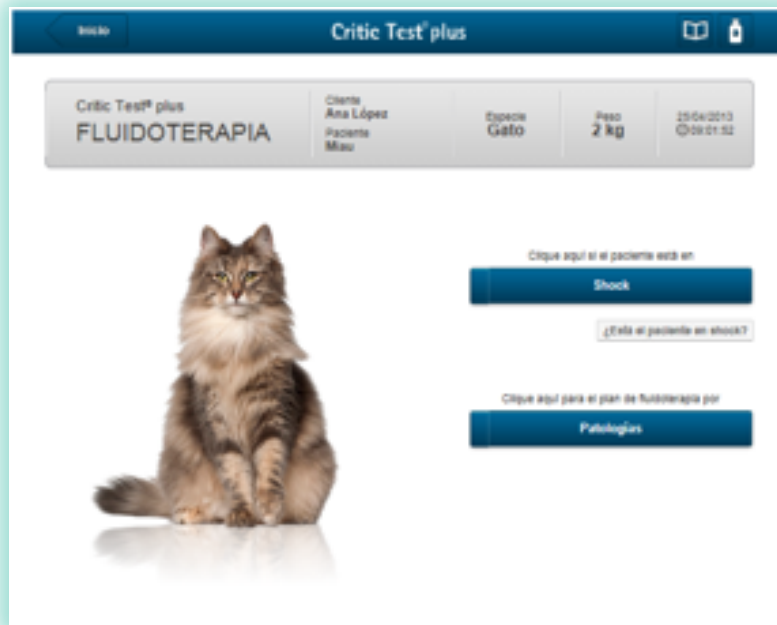 Inicio
Critic Test® plus
Critic Test® plus
FLUIDOTERAPIA
Cliente
Ana López
Paciente
Miau
Especie
Gato
Peso
2 kg
25/04/2013
09:01:52
Clique aquí si el paciente está en
Shock
¿Está el paciente en shock?
Clique aquí para el plan de fluidoterapia por
Patologías